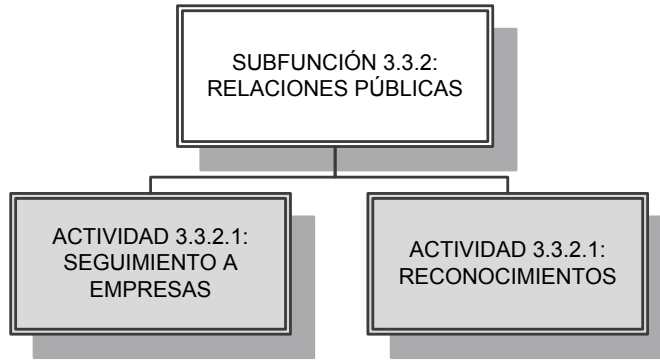 SUBFUNCIÓN 3.3.2:
RELACIONES PÚBLICAS
ACTIVIDAD 3.3.2.1:
SEGUIMIENTO A
EMPRESAS
ACTIVIDAD 3.3.2.1:
RECONOCIMIENTOS